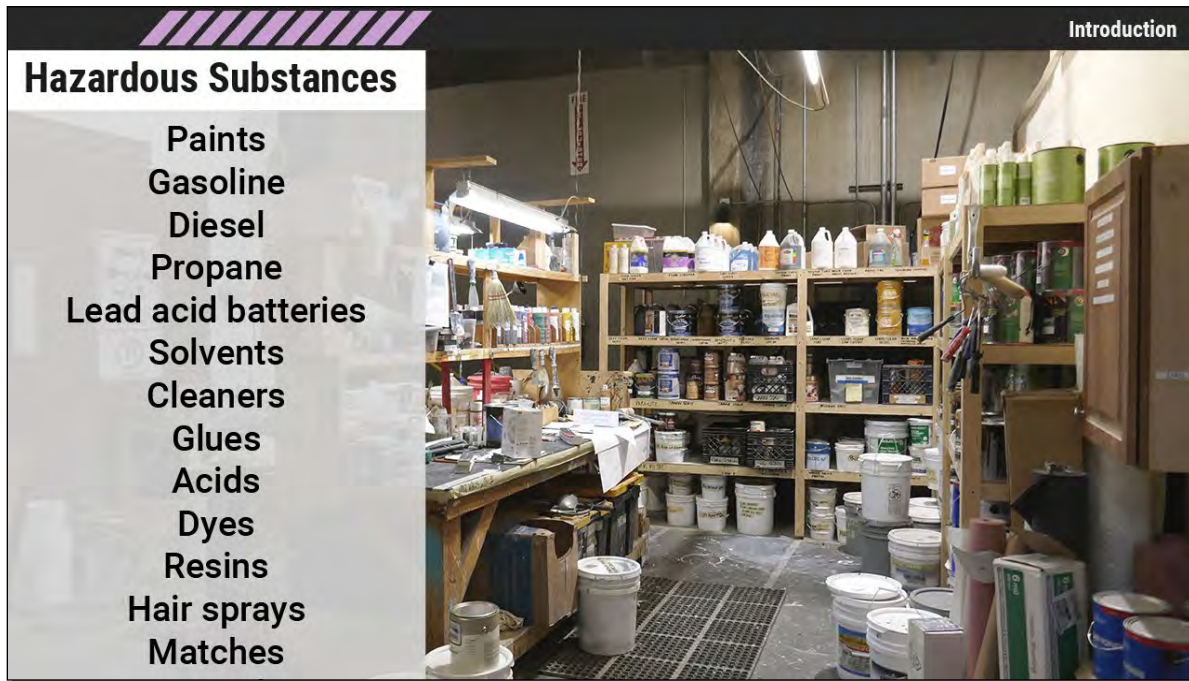 Introduction
Hazardous Substances
Paints
Gasoline
Diesel
Propane
Lead acid batteries
Solvents
Cleaners
Glues
Acids
Dyes
Resins
Hair sprays
Matches